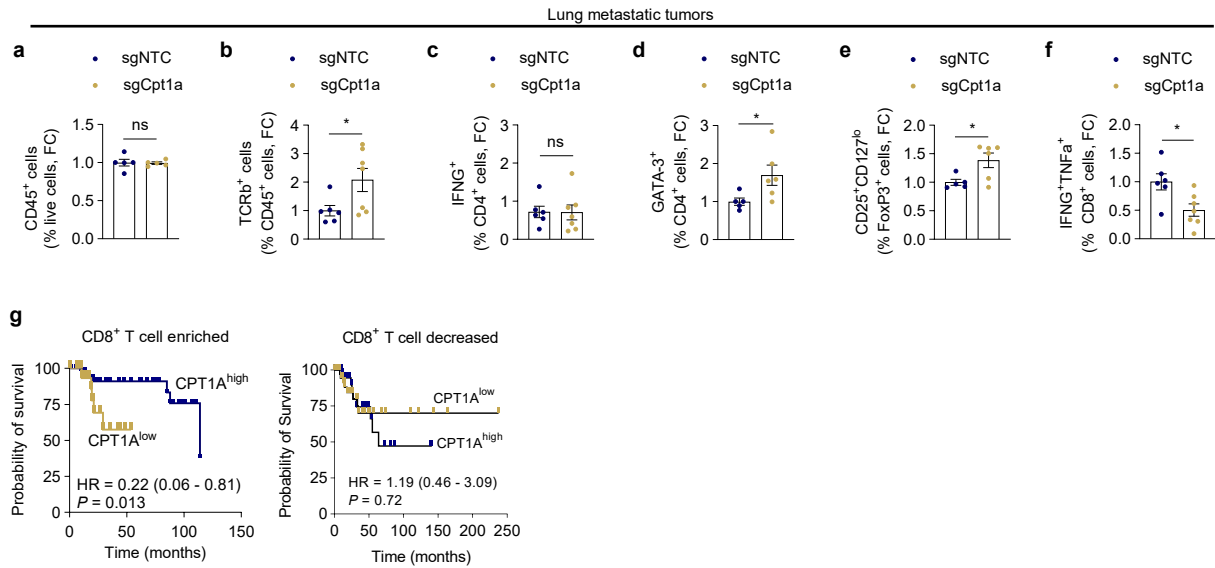 Lung metastatic tumors
a
sgNTC
sgCpt1a
CD45⁺ cells
(% live cells, FC)
1.5
1.0
0.5
0.0
ns
b
sgNTC
sgCpt1a
TCRb⁺ cells
(% CD45⁺ cells, FC)
4
3
2
1
0
*
c
sgNTC
sgCpt1a
IFNG⁺
(% CD4⁺ cells, FC)
3
2
1
0
ns
d
sgNTC
sgCpt1a
GATA-3⁺
(% CD4⁺ cells, FC)
3
2
1
0
*
e
sgNTC
sgCpt1a
CD25⁺CD127ˡᵒ
(% FoxP3⁺ cells, FC)
2.0
1.5
1.0
0.5
0.0
*
f
sgNTC
sgCpt1a
IFNG⁺TNFa⁺
(% CD8⁺ cells, FC)
2.0
1.5
1.0
0.5
0.0
*
g
CD8⁺ T cell enriched
Probability of survival
100
75
50
25
0
CPT1Aʰⁱᵍʰ
CPT1Aˡᵒʷ
HR = 0.22 (0.06 - 0.81)
P = 0.013
0 50 100 150
Time (months)
CD8⁺ T cell decreased
Probability of Survival
100
75
50
25
0
CPT1Aˡᵒʷ
CPT1Aʰⁱᵍʰ
HR = 1.19 (0.46 - 3.09)
P = 0.72
0 50 100 150 200 250
Time (months)